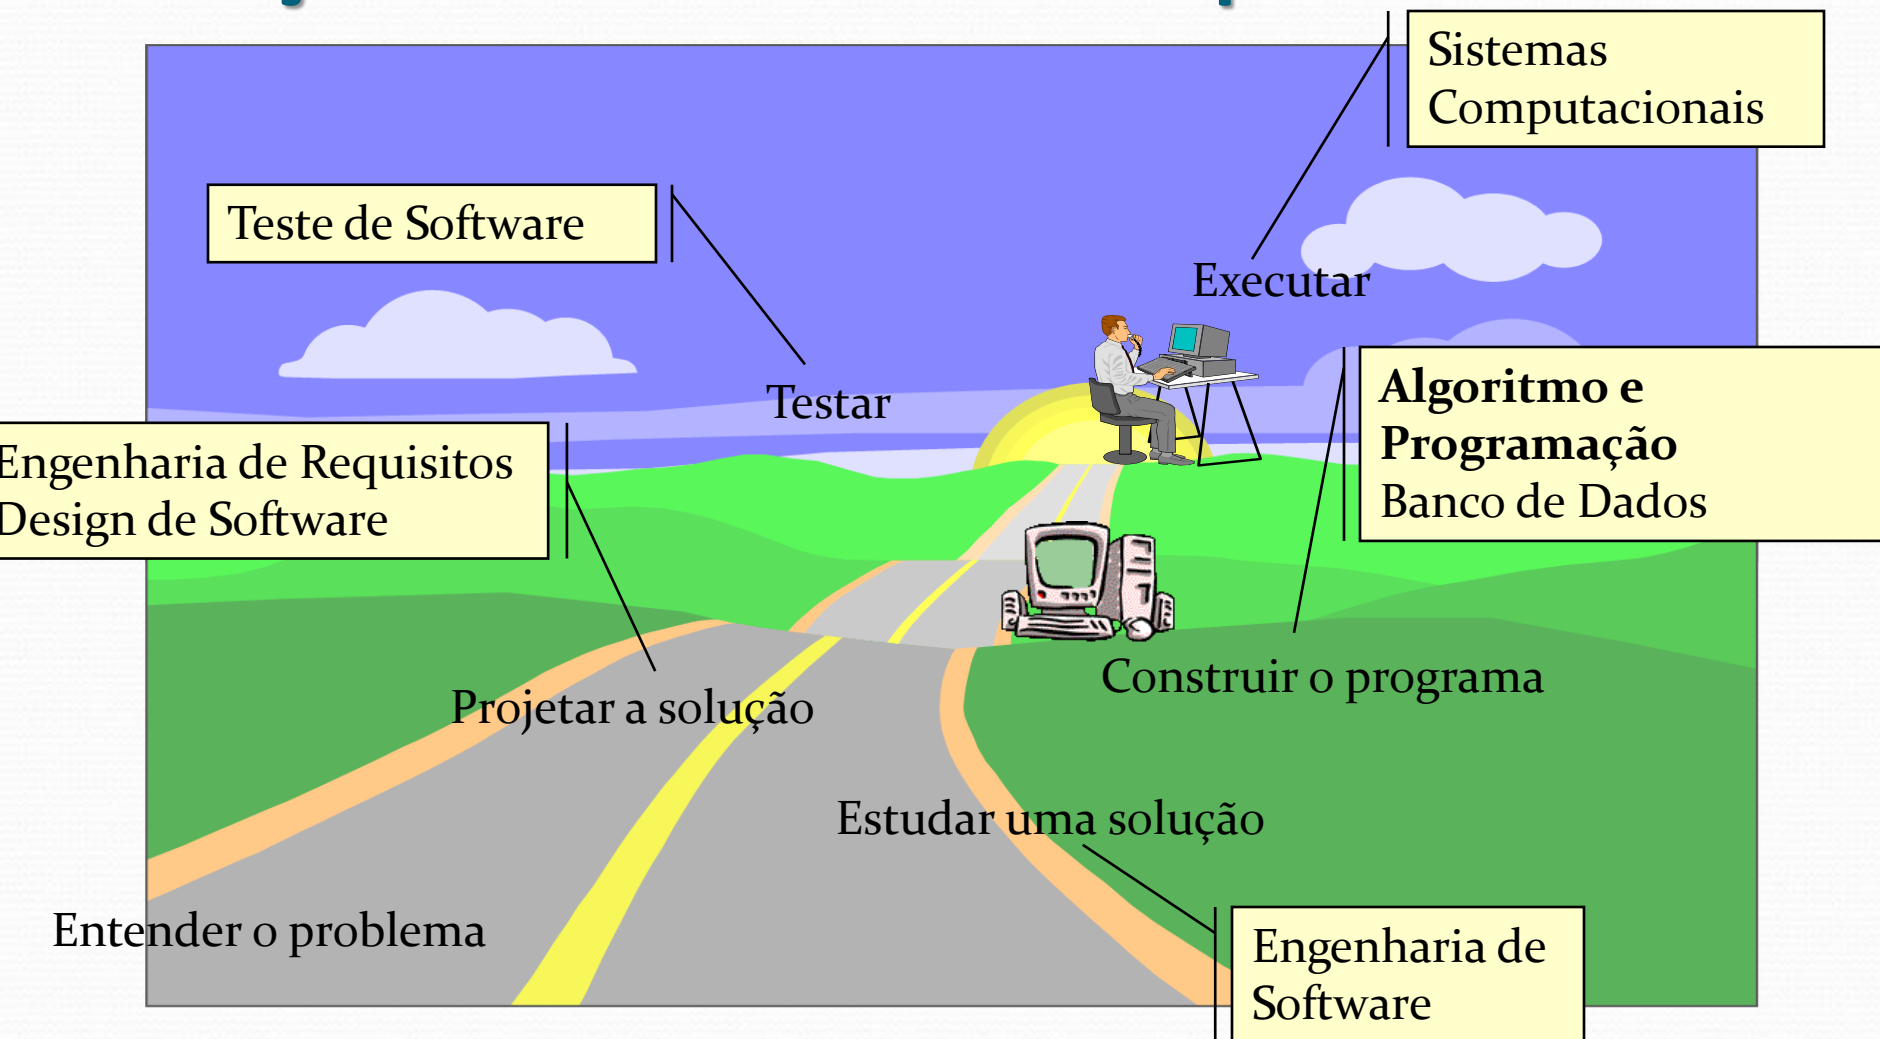 Sistemas
Computacionais
Teste de Software
Executar
Testar
Algoritmo e
Programação
Banco de Dados
Engenharia de Requisitos
Design de Software
Construir o programa
Projetar a solução
Estudar uma solução
Entender o problema
Engenharia de
Software